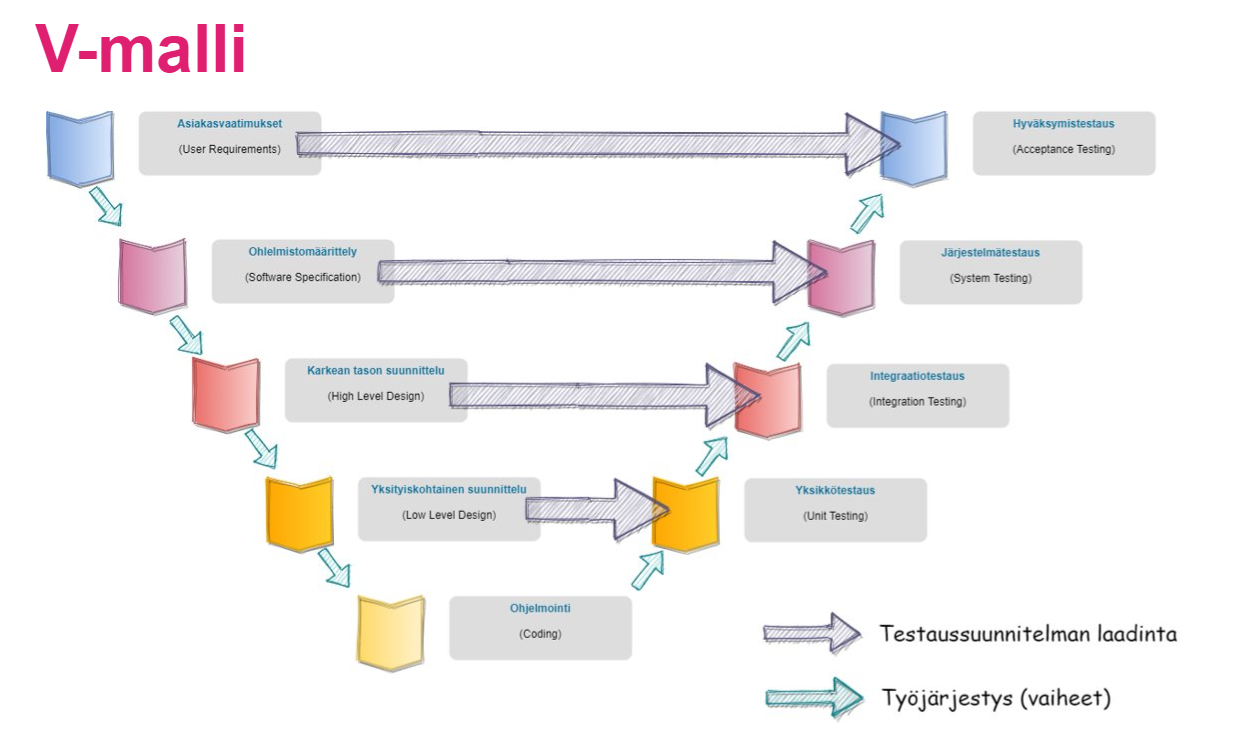 V-malli
Asiakasvaatimukset
(User Requirements)
Hyväksymistestaus
(Acceptance Testing)
Ohlelmistomäärittely
(Software Specification)
Järjestelmätestaus
(System Testing)
Karkean tason suunnittelu
(High Level Design)
Integraatiotestaus
(Integration Testing)
Yksityiskohtainen suunnittelu
(Low Level Design)
Yksikkötestaus
(Unit Testing)
Ohjelmointi
(Coding)
Testaussuunnitelman laadinta
Työjärjestys (vaiheet)